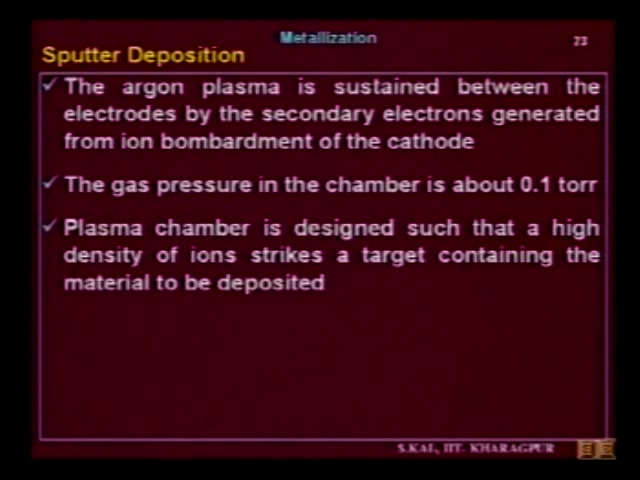 Metallization
23
Sputter Deposition
✓ The argon plasma is sustained between the
electrodes by the secondary electrons generated
from ion bombardment of the cathode
✓ The gas pressure in the chamber is about 0.1 torr
✓ Plasma chamber is designed such that a high
density of ions strikes a target containing the
material to be deposited
S.KAL, IIT- KHARAGPUR